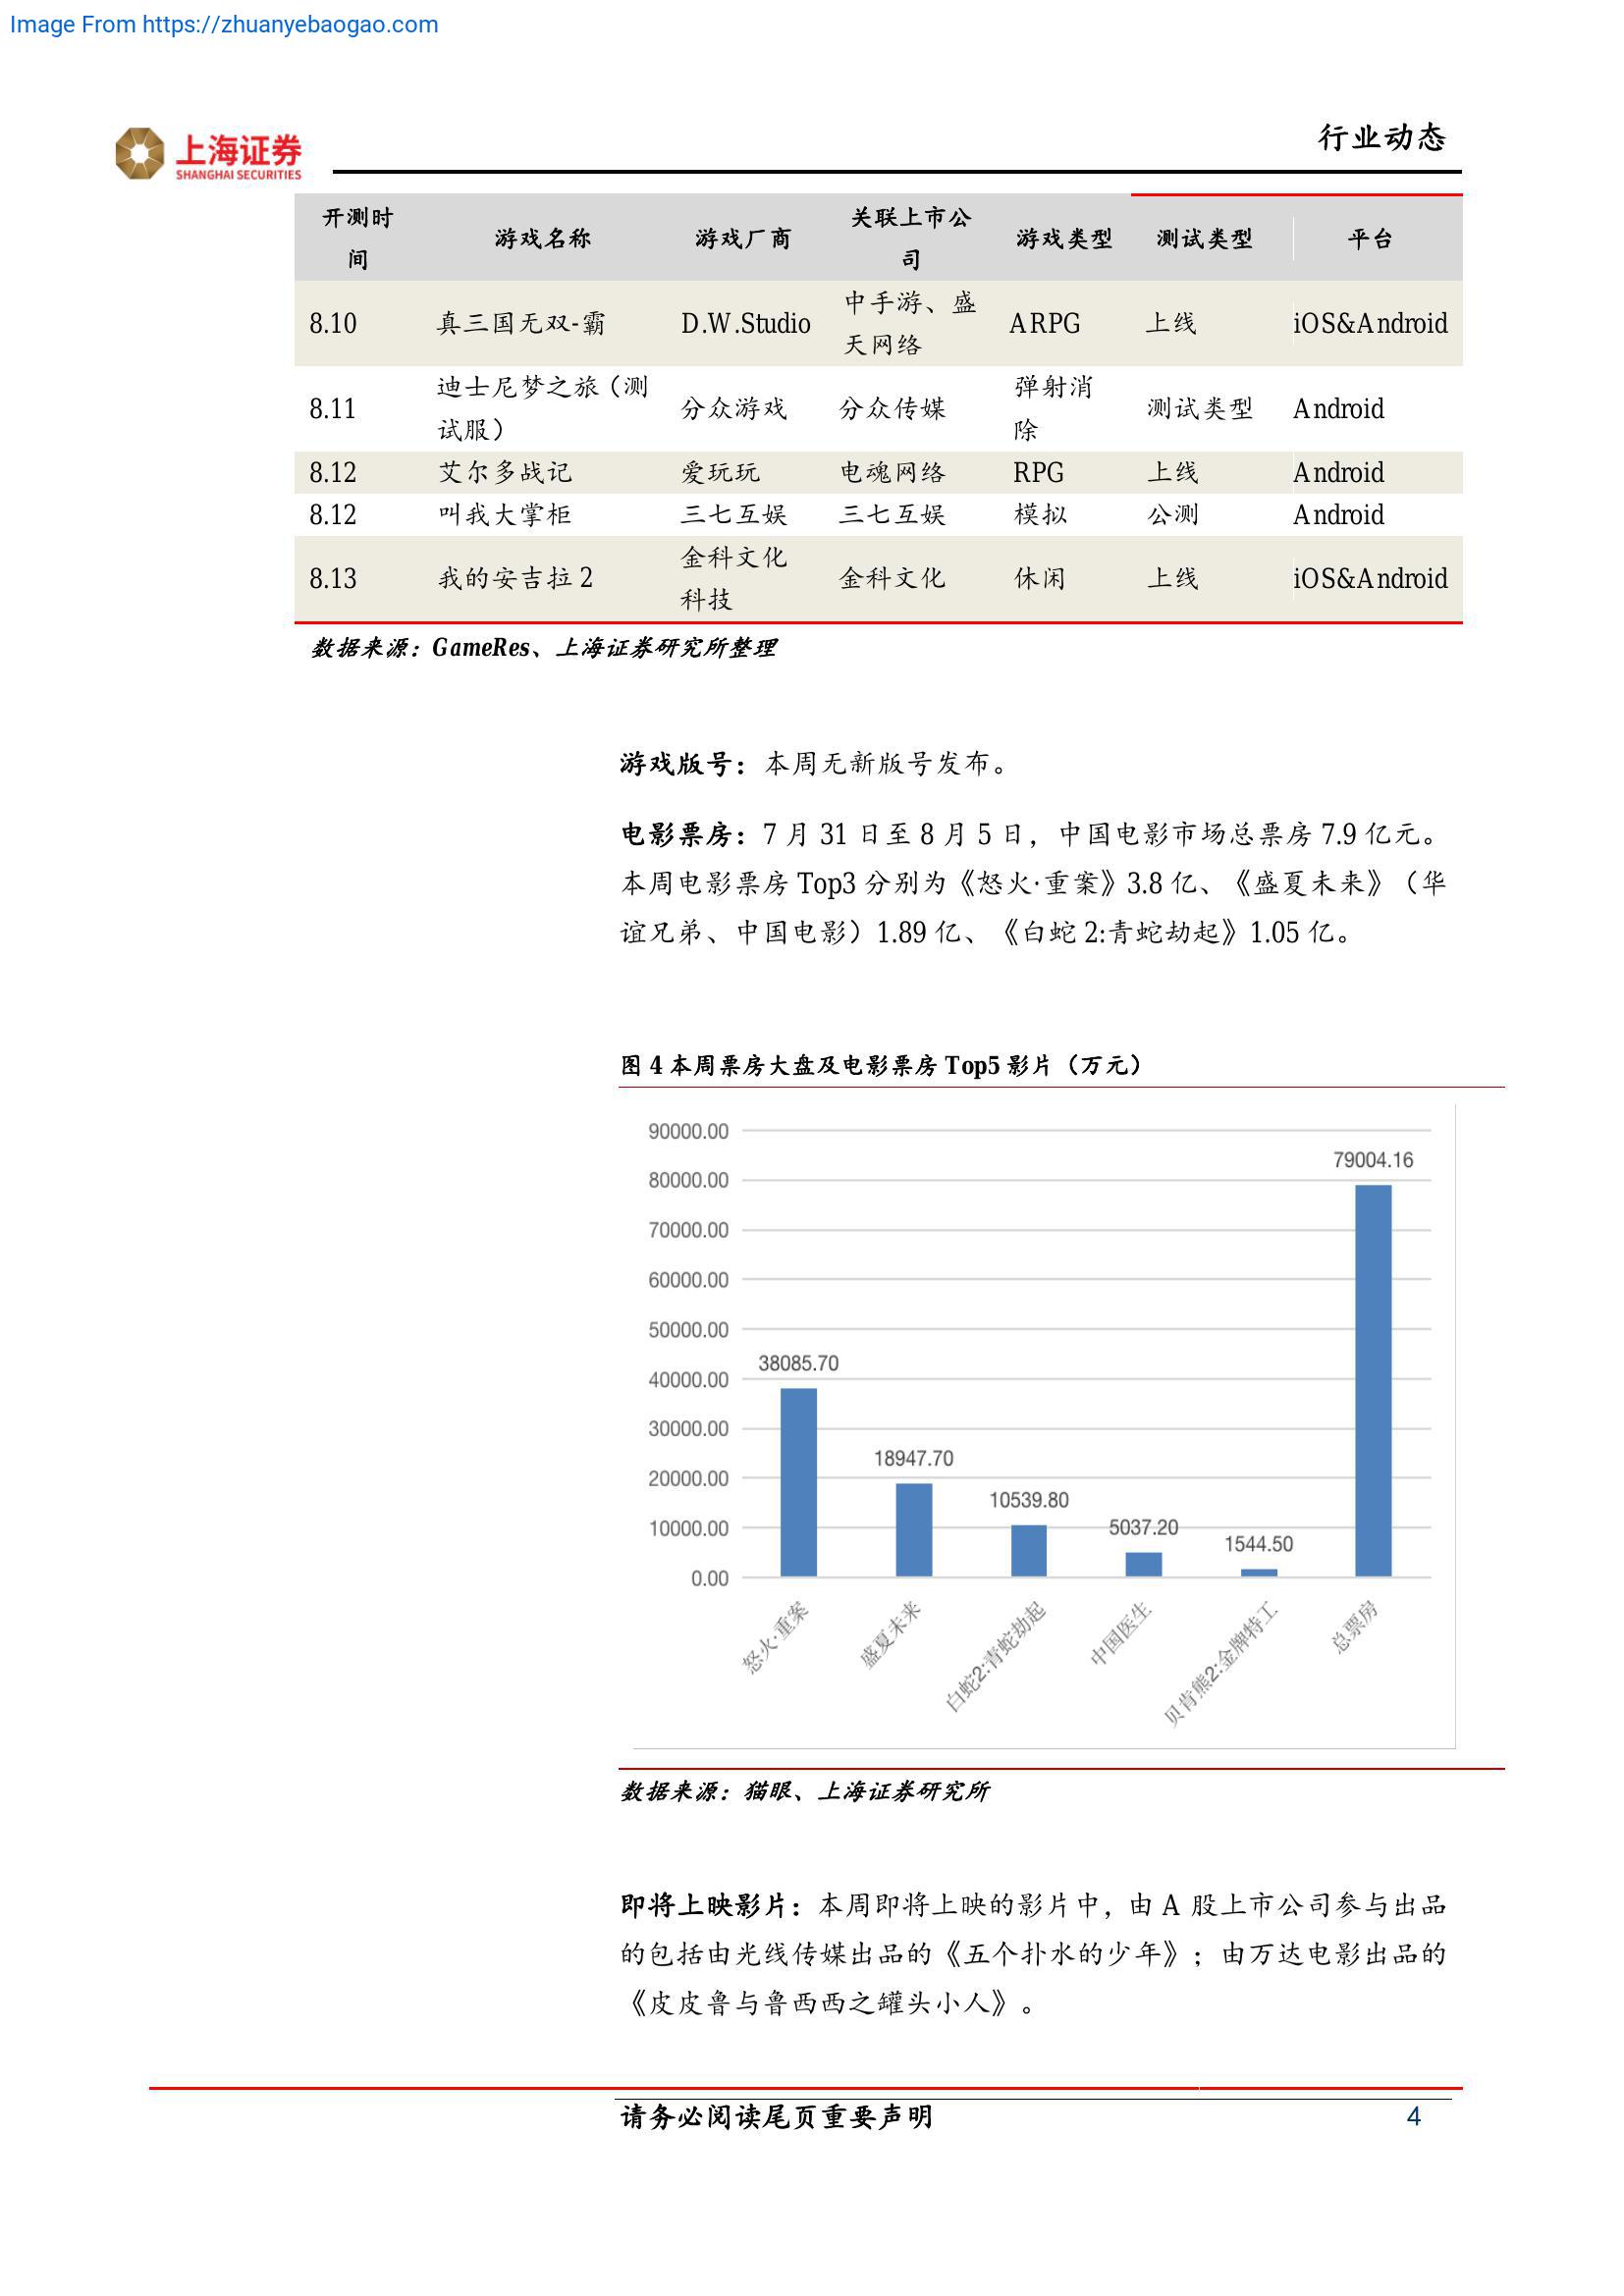 Image From https://zhuanyebaogao.com
上海证券
SHANGHAI SECURITIES
行业动态
开测时间 游戏名称 游戏厂商 关联上市公司 游戏类型 测试类型 平台
8.10 真三国无双-霸 D.W.Studio 中手游、盛天网络 ARPG 上线 iOS&Android
8.11 迪士尼梦之旅（测试服） 分众游戏 分众传媒 弹射消除 测试类型 Android
8.12 艾尔多战记 爱玩玩 电魂网络 RPG 上线 Android
8.12 叫我大掌柜 三七互娱 三七互娱 模拟 公测 Android
8.13 我的安吉拉 2 金科文化科技 金科文化 休闲 上线 iOS&Android
数据来源：GameRes、上海证券研究所整理
游戏版号：本周无新版号发布。
电影票房：7 月 31 日至 8 月 5 日，中国电影市场总票房 7.9 亿元。
本周电影票房 Top3 分别为《怒火·重案》3.8 亿、《盛夏未来》（华
谊兄弟、中国电影）1.89 亿、《白蛇 2:青蛇劫起》1.05 亿。
图 4 本周票房大盘及电影票房 Top5 影片（万元）
90000.00
80000.00
70000.00
60000.00
50000.00
40000.00
30000.00
20000.00
10000.00
0.00
38085.70
18947.70
10539.80
5037.20
1544.50
79004.16
怒火·重案
盛夏未来
白蛇2:青蛇劫起
中国医生
贝肯熊2:金牌特工
总票房
数据来源：猫眼、上海证券研究所
即将上映影片：本周即将上映的影片中，由 A 股上市公司参与出品
的包括由光线传媒出品的《五个扑水的少年》；由万达电影出品的
《皮皮鲁与鲁西西之罐头小人》。
请务必阅读尾页重要声明
4